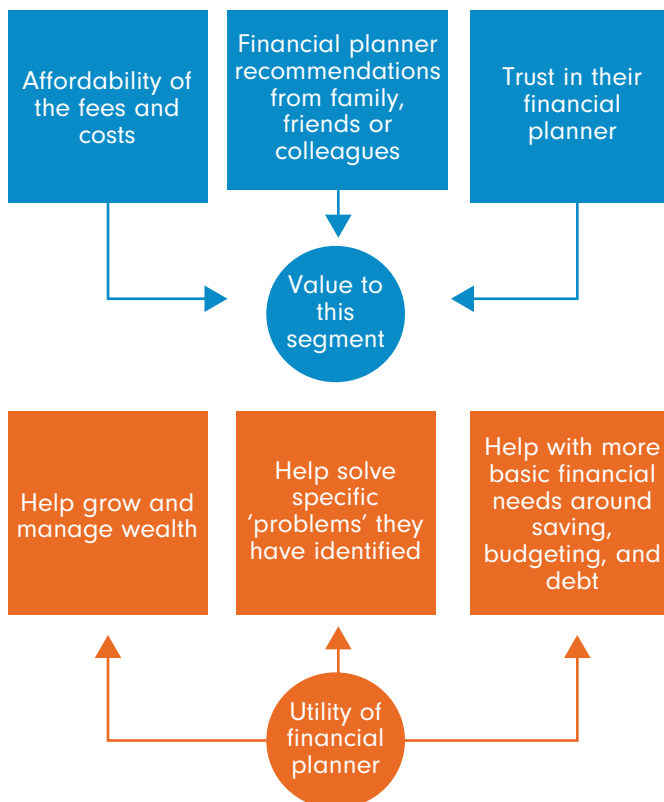 Affordability of
the fees and
costs
Financial planner
recommendations
from family,
friends or
colleagues
Trust in their
financial
planner
Value to
this
segment
Help grow and
manage wealth
Help solve
specific
‘problems’ they
have identified
Help with more
basic financial
needs around
saving,
budgeting, and
debt
Utility of
financial
planner